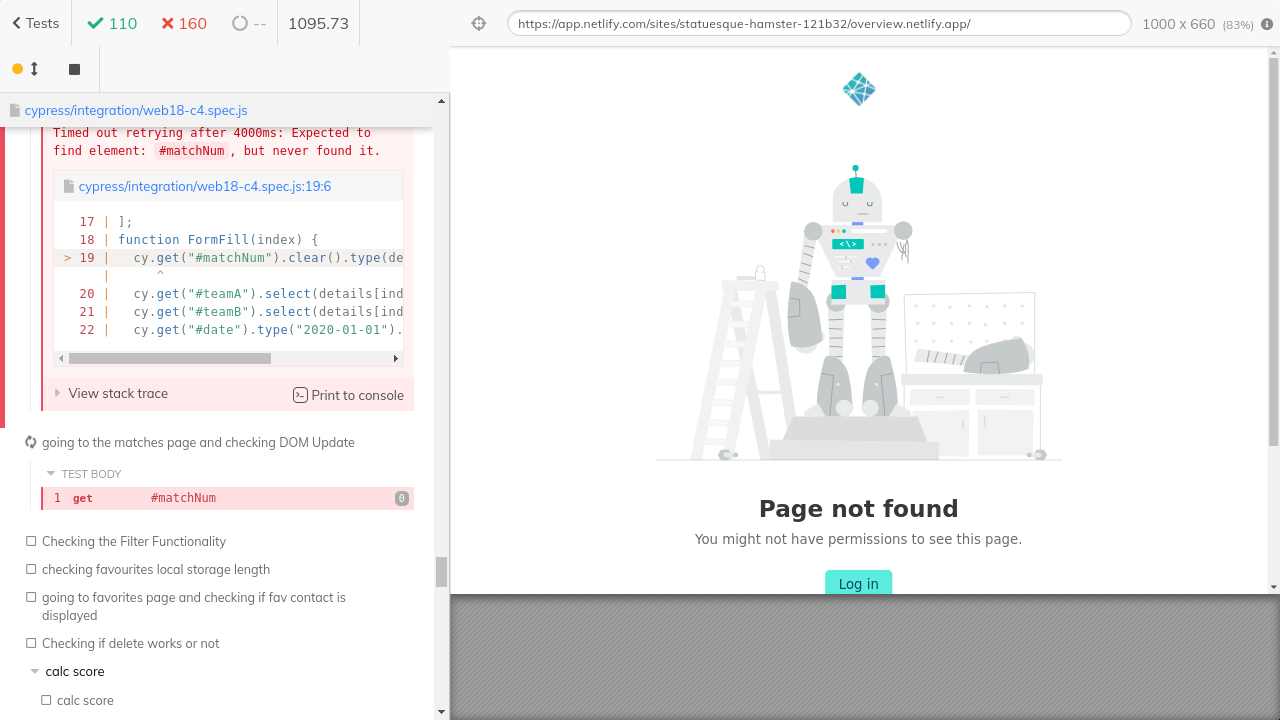 Tests
110
160
--
1095.73
https://app.netlify.com/sites/statuesque-hamster-121b32/overview.netlify.app/
1000 x 660 (83%)
cypress/integration/web18-c4.spec.js
Timed out retrying after 4000ms: Expected to
find element: #matchNum, but never found it.
cypress/integration/web18-c4.spec.js:19:6
17 | ];
18 | function FormFill(index) {
> 19 | cy.get("#matchNum").clear().type(de
| ^
20 | cy.get("#teamA").select(details[ind
21 | cy.get("#teamB").select(details[ind
22 | cy.get("#date").type("2020-01-01").
View stack trace
Print to console
going to the matches page and checking DOM Update
TEST BODY
1 get #matchNum 0
Checking the Filter Functionality
checking favourites local storage length
going to favorites page and checking if fav contact is
displayed
Checking if delete works or not
calc score
calc score
</>
Page not found
You might not have permissions to see this page.
Log in